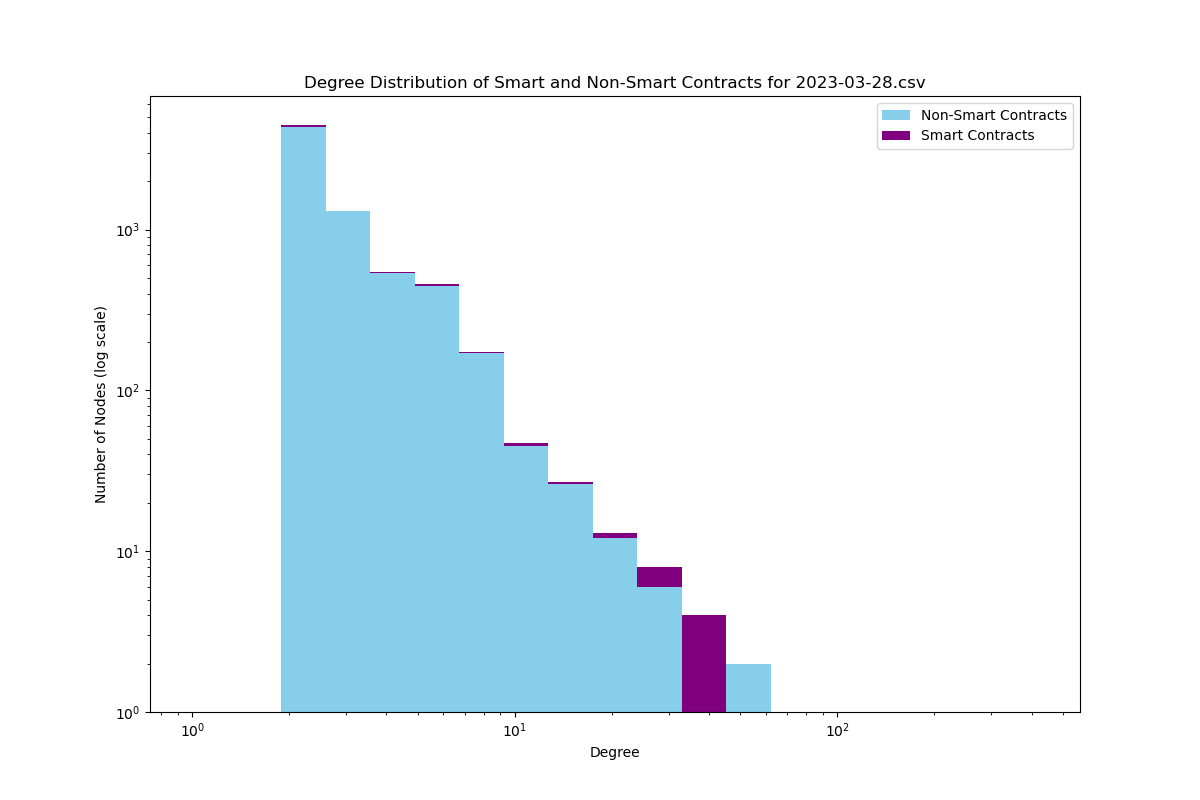 Degree Distribution of Smart and Non-Smart Contracts for 2023-03-28.csv
Non-Smart Contracts
Smart Contracts
Number of Nodes (log scale)
10³
10²
10¹
10⁰
10⁰ 10¹ 10²
Degree